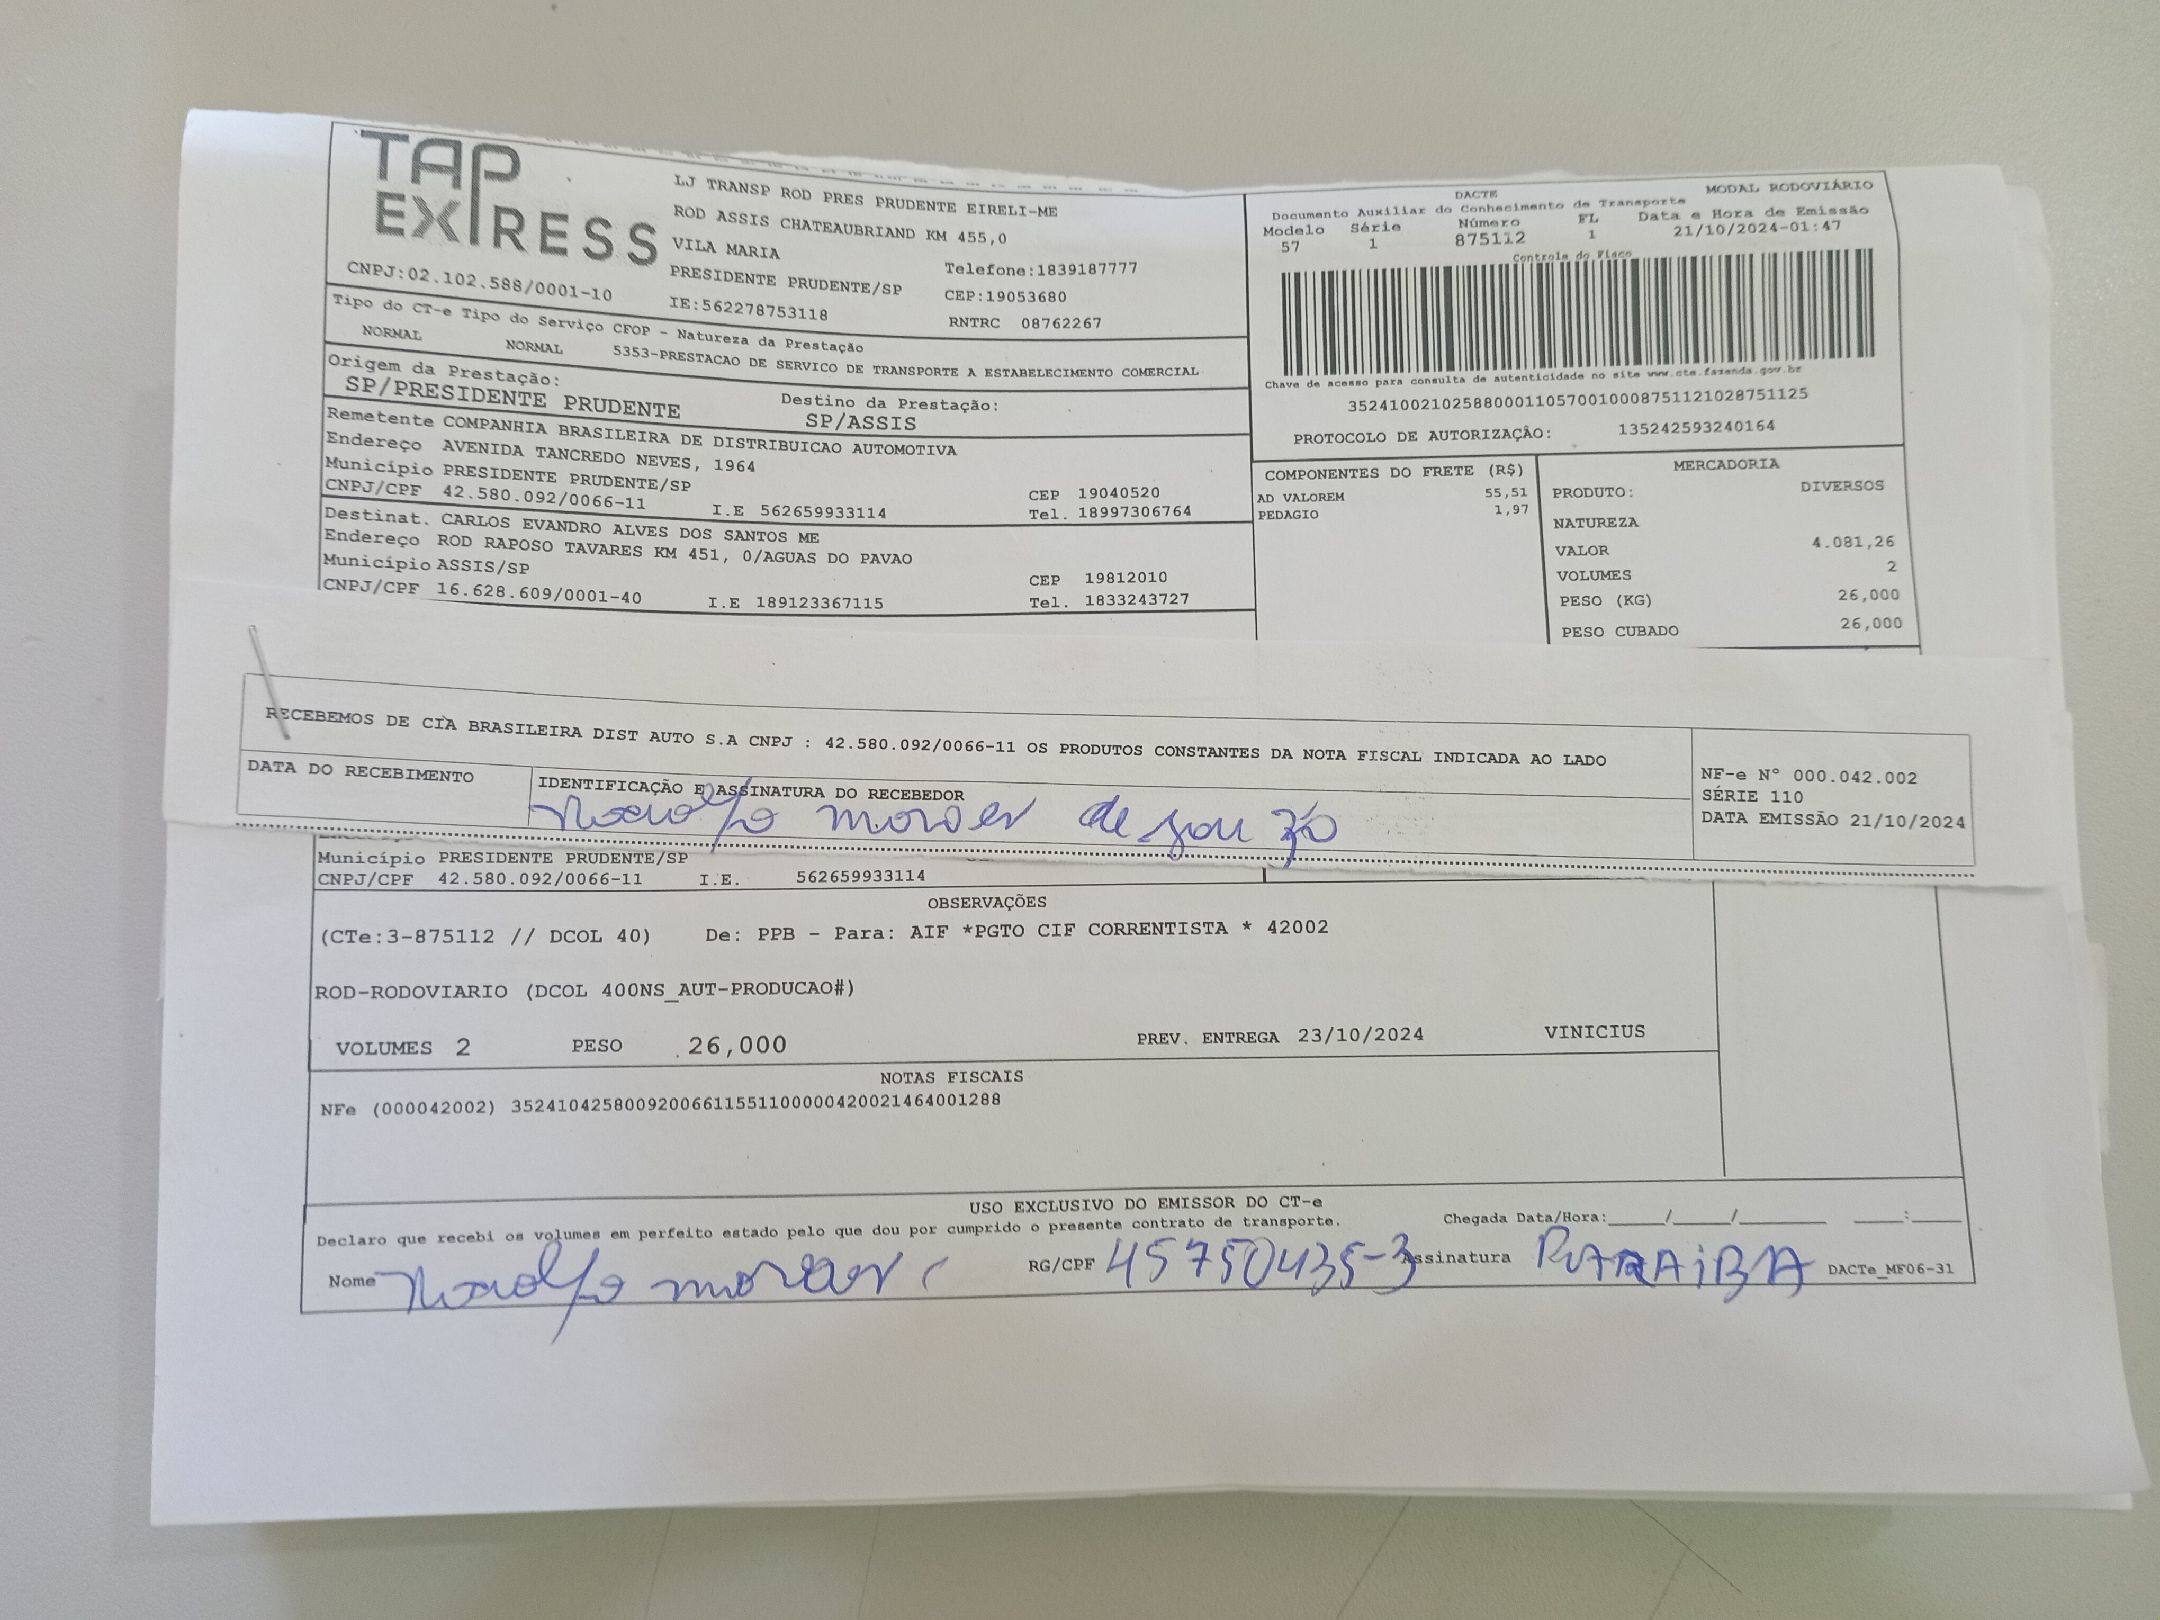 TAP
EXPRESS
CNPJ:02.102.588/0001-10
LJ TRANSP ROD PRES PRUDENTE EIRELI-ME
ROD ASSIS CHATEAUBRIAND KM 455,0
VILA MARIA
PRESIDENTE PRUDENTE/SP
IE:562278753118
Telefone:1839187777
CEP:19053680
RNTRC 08762267
DACTE
MODAL RODOVIÁRIO
Documento Auxiliar do Conhecimento de Transporte
Modelo Série Número FL Data e Hora de Emissão
57 1 875112 1 21/10/2024-01:47
Controle do Fisco
Chave de acesso para consulta de autenticidade no site www.cte.fazenda.gov.br
35241002102588000110570010008751121028751125
PROTOCOLO DE AUTORIZAÇÃO: 135242593240164
Tipo do CT-e Tipo do Serviço CFOP - Natureza da Prestação
NORMAL NORMAL 5353-PRESTACAO DE SERVICO DE TRANSPORTE A ESTABELECIMENTO COMERCIAL
Origem da Prestação: Destino da Prestação:
SP/PRESIDENTE PRUDENTE SP/ASSIS
Remetente COMPANHIA BRASILEIRA DE DISTRIBUICAO AUTOMOTIVA
Endereço AVENIDA TANCREDO NEVES, 1964
Município PRESIDENTE PRUDENTE/SP CEP 19040520
CNPJ/CPF 42.580.092/0066-11 I.E 562659933114 Tel. 18997306764
Destinat. CARLOS EVANDRO ALVES DOS SANTOS ME
Endereço ROD RAPOSO TAVARES KM 451, 0/AGUAS DO PAVAO
Município ASSIS/SP CEP 19812010
CNPJ/CPF 16.628.609/0001-40 I.E 189123367115 Tel. 1833243727
COMPONENTES DO FRETE (R$)
AD VALOREM 55,51
PEDAGIO 1,97
MERCADORIA
PRODUTO: DIVERSOS
NATUREZA
VALOR 4.081,26
VOLUMES 2
PESO (KG) 26,000
PESO CUBADO 26,000
RECEBEMOS DE CIA BRASILEIRA DIST AUTO S.A CNPJ : 42.580.092/0066-11 OS PRODUTOS CONSTANTES DA NOTA FISCAL INDICADA AO LADO
DATA DO RECEBIMENTO IDENTIFICAÇÃO E ASSINATURA DO RECEBEDOR
moraes de souza
NF-e N° 000.042.002
SÉRIE 110
DATA EMISSÃO 21/10/2024
Município PRESIDENTE PRUDENTE/SP
CNPJ/CPF 42.580.092/0066-11 I.E. 562659933114
OBSERVAÇÕES
(CTe:3-875112 // DCOL 40) De: PPB - Para: AIF *PGTO CIF CORRENTISTA * 42002
ROD-RODOVIARIO (DCOL 400NS_AUT-PRODUCAO#)
VOLUMES 2 PESO 26,000 PREV. ENTREGA 23/10/2024 VINICIUS
NOTAS FISCAIS
NFe (000042002) 35241042580092006611551100000420021464001288
USO EXCLUSIVO DO EMISSOR DO CT-e
Declaro que recebi os volumes em perfeito estado pelo que dou por cumprido o presente contrato de transporte. Chegada Data/Hora:____/____/______ ____:____
Nome moraes RG/CPF 45750435-3 Assinatura PARAiBA DACTe_MF06-31